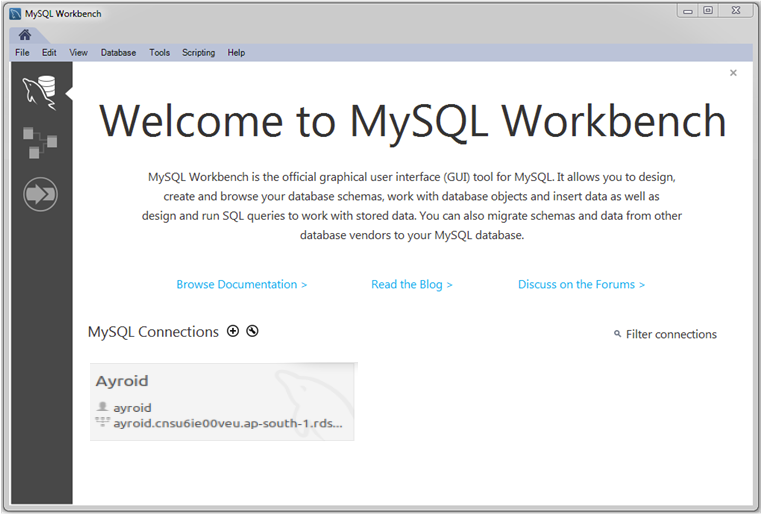 MySQL Workbench
File Edit View Database Tools Scripting Help
Welcome to MySQL Workbench
MySQL Workbench is the official graphical user interface (GUI) tool for MySQL. It allows you to design,
create and browse your database schemas, work with database objects and insert data as well as
design and run SQL queries to work with stored data. You can also migrate schemas and data from other
database vendors to your MySQL database.
Browse Documentation > Read the Blog > Discuss on the Forums >
MySQL Connections Filter connections
Ayroid
ayroid
ayroid.cnsu6ie00veu.ap-south-1.rds...